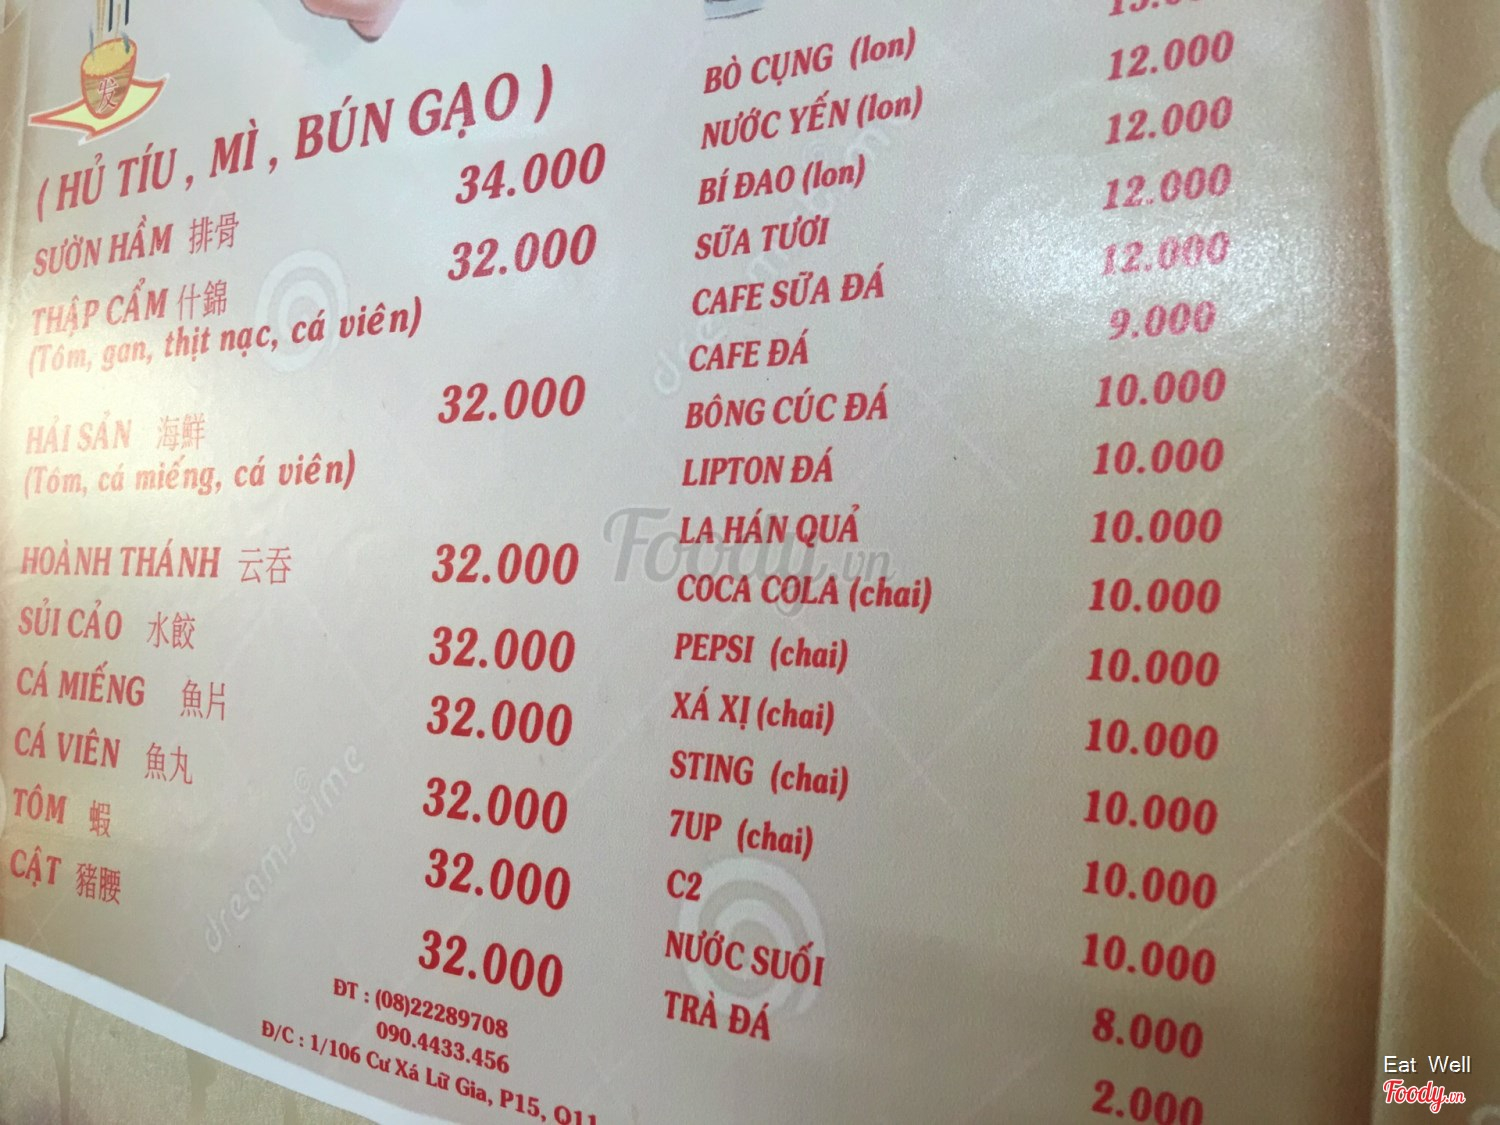 发
( HỦ TÍU , MÌ , BÚN GẠO )
SƯỜN HẦM 排骨 34.000
THẬP CẨM 什錦 32.000
(Tôm, gan, thịt nạc, cá viên)
HẢI SẢN 海鮮 32.000
(Tôm, cá miếng, cá viên)
HOÀNH THÁNH 云吞 32.000
SỦI CẢO 水餃 32.000
CÁ MIẾNG 魚片 32.000
CÁ VIÊN 魚丸 32.000
TÔM 蝦 32.000
CẬT 豬腰 32.000
ĐT : (08)22289708
090.4433.456
Đ/C : 1/106 Cư Xá Lữ Gia, P15, Q11
BÒ CỤNG (lon) 12.000
NƯỚC YẾN (lon) 12.000
BÍ ĐAO (lon) 12.000
SỮA TƯƠI 12.000
CAFE SỮA ĐÁ 9.000
CAFE ĐÁ 10.000
BÔNG CÚC ĐÁ 10.000
LIPTON ĐÁ 10.000
LA HÁN QUẢ 10.000
COCA COLA (chai) 10.000
PEPSI (chai) 10.000
XÁ XỊ (chai) 10.000
STING (chai) 10.000
7UP (chai) 10.000
C2 8.000
NƯỚC SUỐI 2.000
TRÀ ĐÁ
dreamstime
dreamstime
dreamstime
Foody.vn
Eat Well
Foody.vn